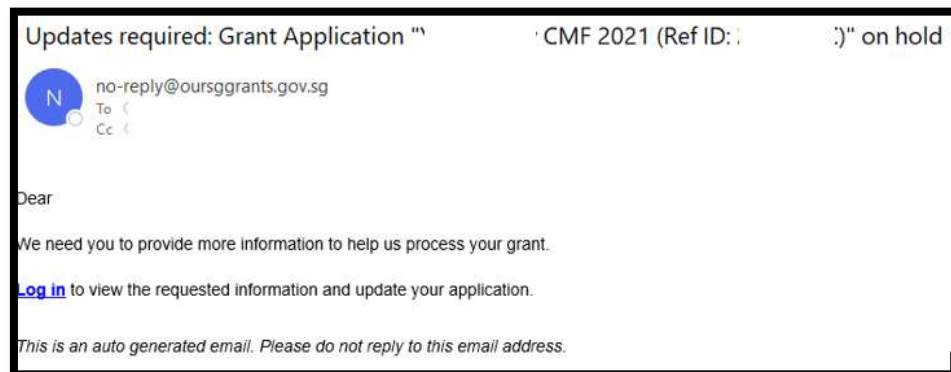 Updates required: Grant Application " CMF 2021 (Ref ID: )" on hold
N
no-reply@oursggrants.gov.sg
To
Cc
Dear
We need you to provide more information to help us process your grant.
Log in to view the requested information and update your application.
This is an auto generated email. Please do not reply to this email address.